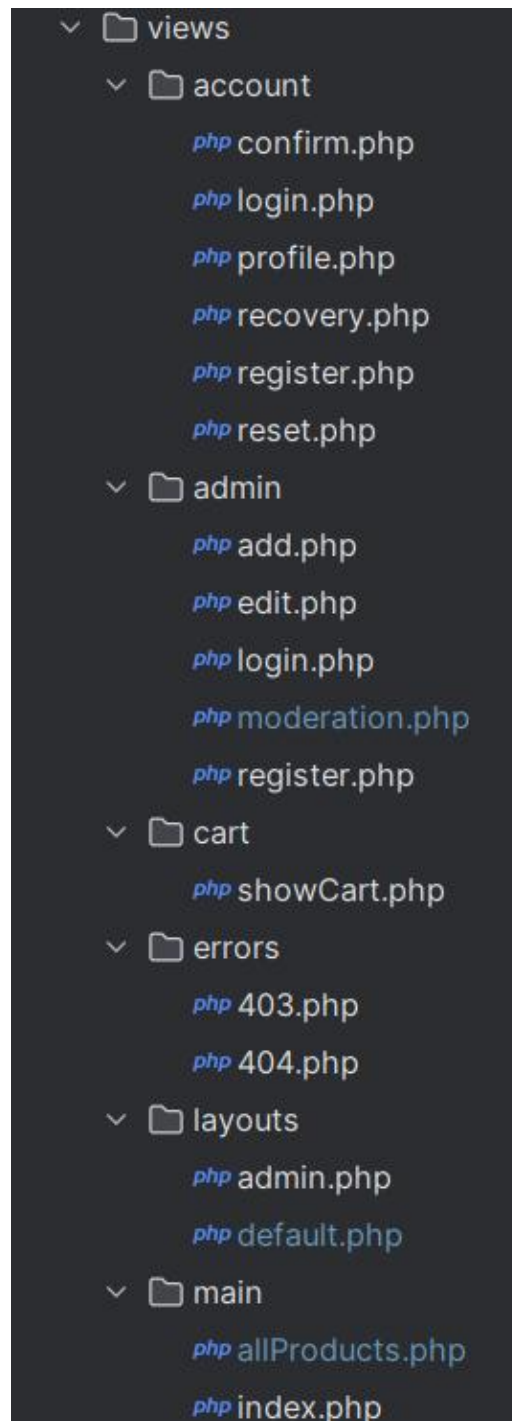 views
account
php confirm.php
php login.php
php profile.php
php recovery.php
php register.php
php reset.php
admin
php add.php
php edit.php
php login.php
php moderation.php
php register.php
cart
php showCart.php
errors
php 403.php
php 404.php
layouts
php admin.php
php default.php
main
php allProducts.php
php index.php